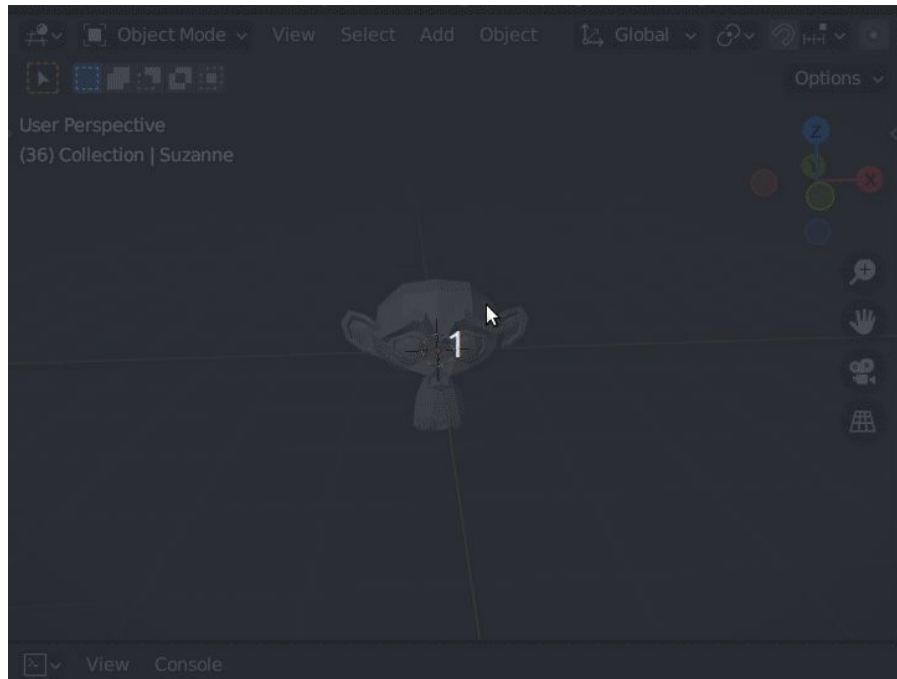 Object Mode View Select Add Object Global
Options
User Perspective
(36) Collection | Suzanne
Z
Y
X
1
View Console